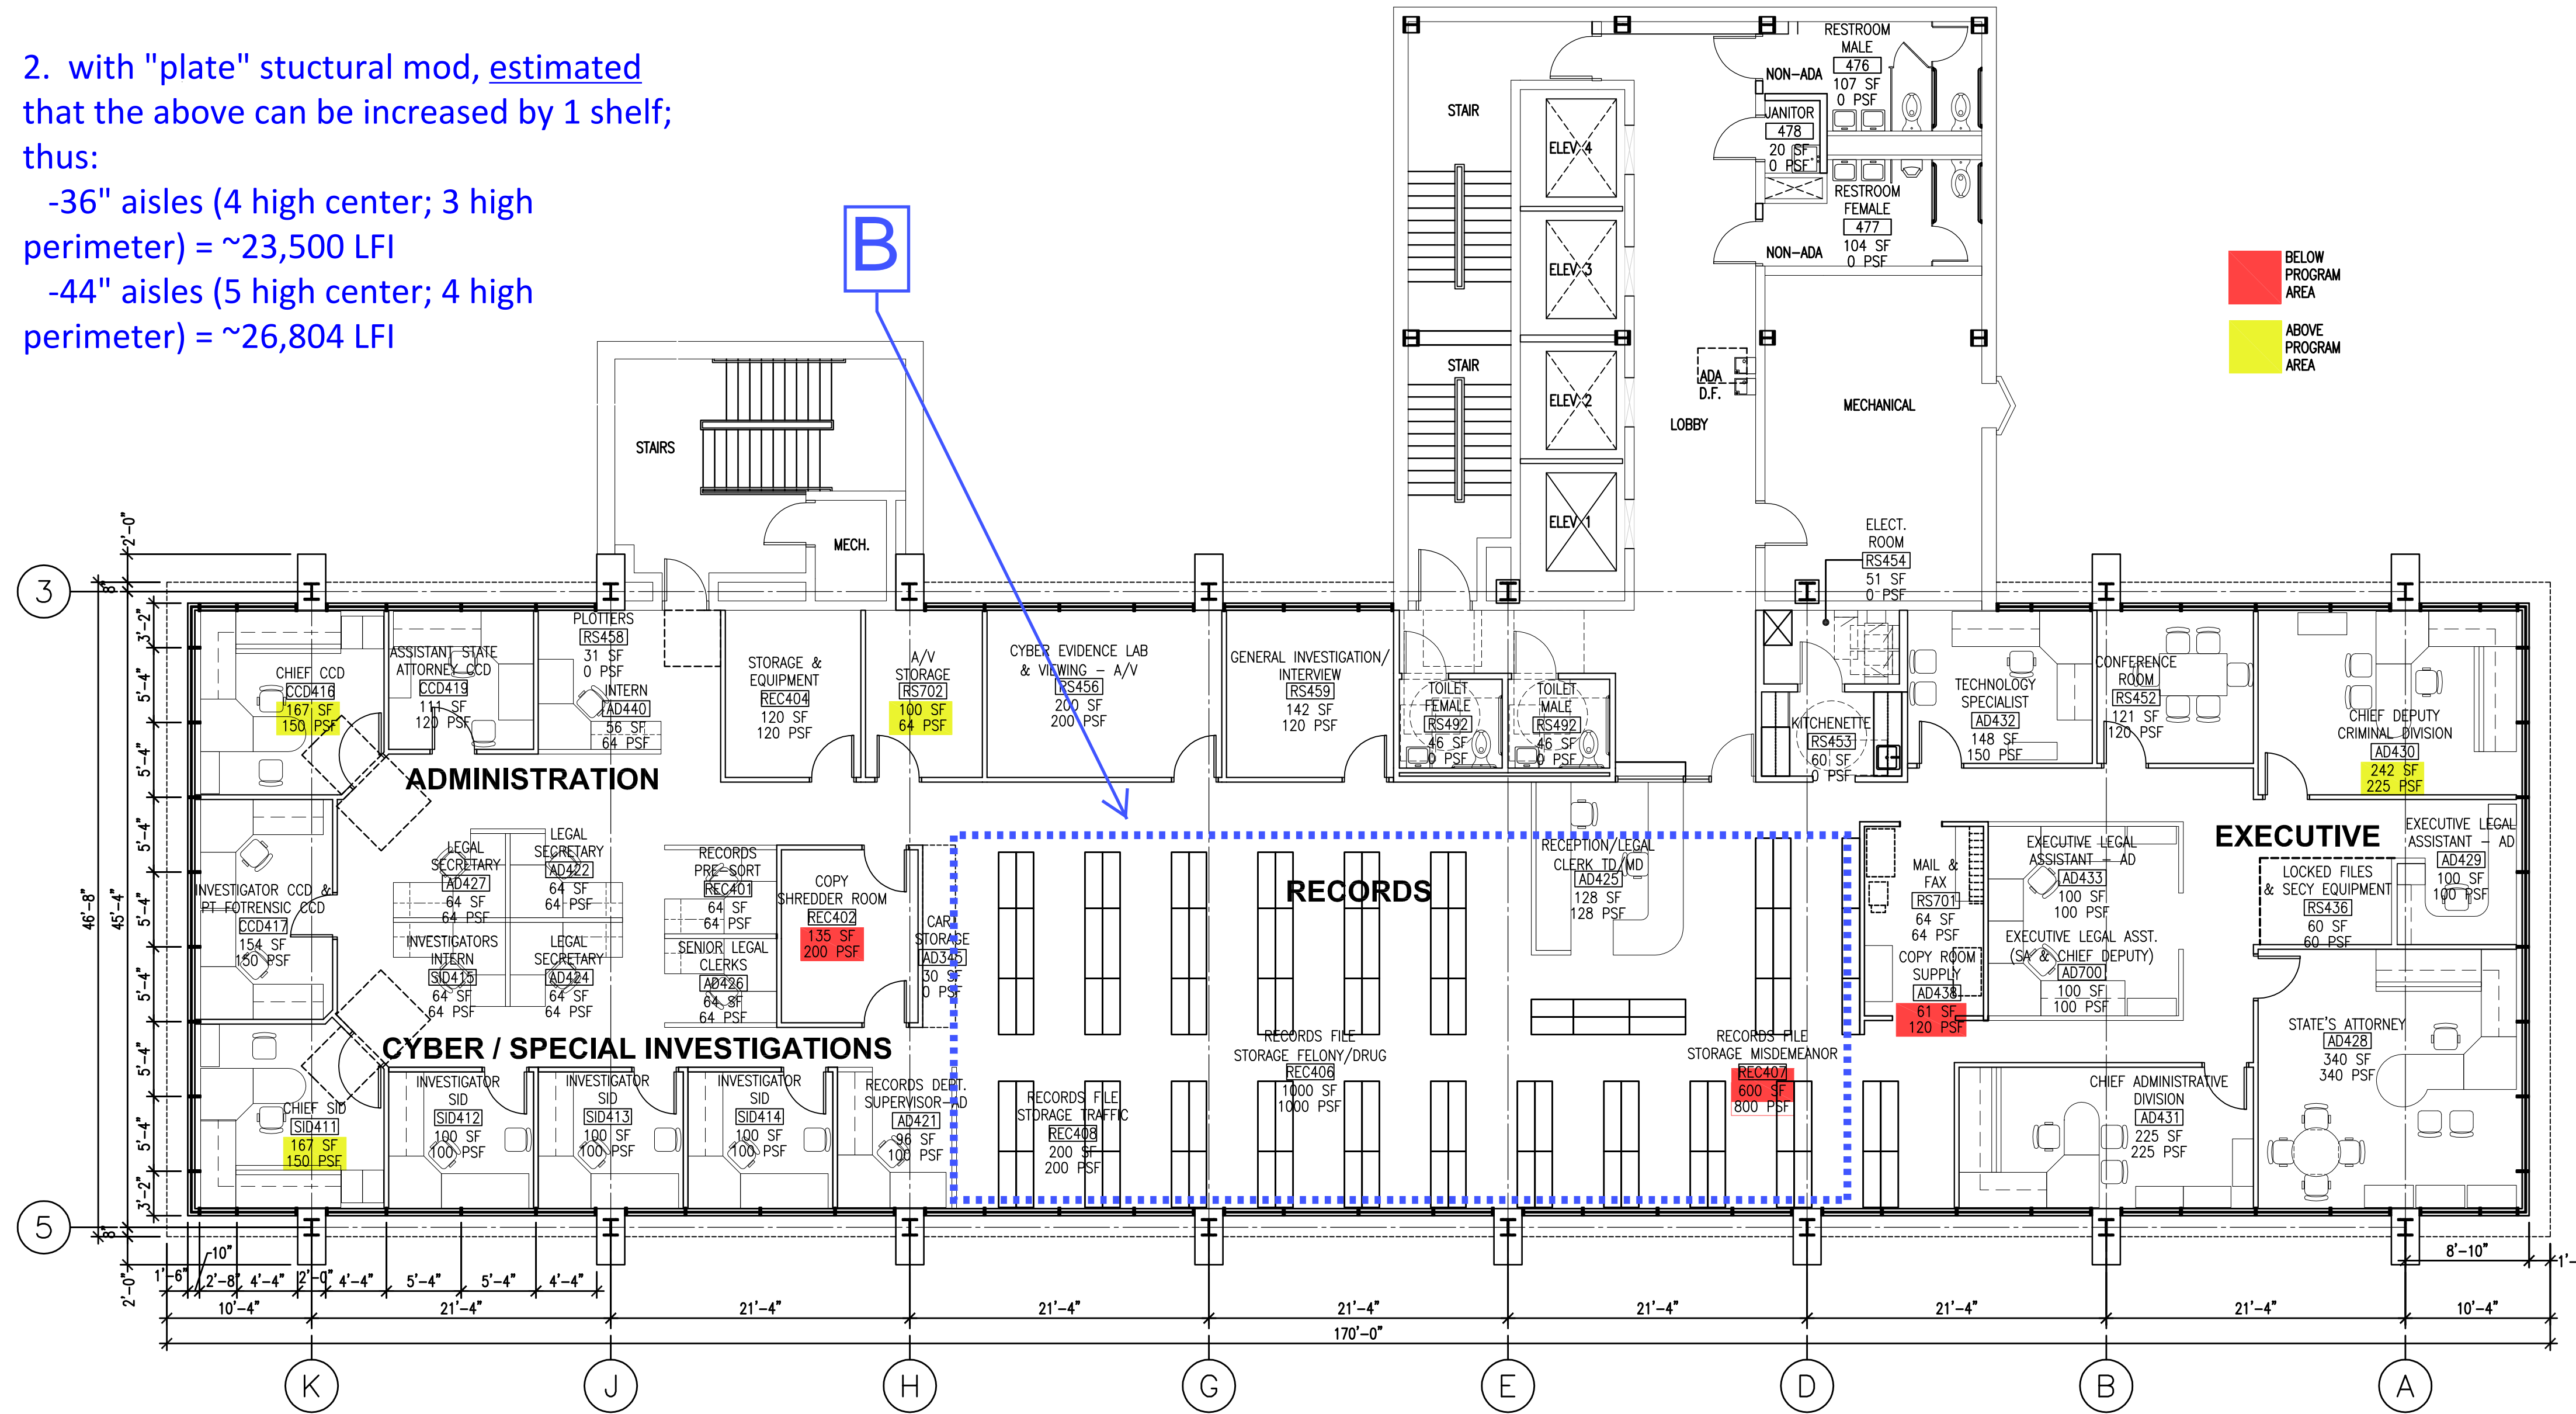 2.  with "plate" stuctural mod, estimated
that the above can be increased by 1 shelf;
thus:
-36" aisles (4 high center; 3 high
perimeter) = ~23,500 LFI
-44" aisles (5 high center; 4 high
perimeter) = ~26,804 LFI
B
BELOW
PROGRAM
AREA
ABOVE
PROGRAM
AREA
RESTROOM
MALE
476
107 SF
0 PSF
NON-ADA
JANITOR
478
20 SF
0 PSF
RESTROOM
FEMALE
477
104 SF
0 PSF
NON-ADA
STAIR
STAIR
ELEV 4
ELEV 3
ELEV 2
ELEV 1
ADA
D.F.
LOBBY
MECHANICAL
STAIRS
MECH.
ELECT.
ROOM
RS454
51 SF
0 PSF
3
5
CHIEF CCD
CCD416
167 SF
150 PSF
ASSISTANT STATE
ATTORNEY CCD
CCD419
111 SF
120 PSF
PLOTTERS
RS458
31 SF
0 PSF
INTERN
AD440
56 SF
64 PSF
STORAGE &
EQUIPMENT
REC404
120 SF
120 PSF
A/V
STORAGE
RS702
100 SF
64 PSF
CYBER EVIDENCE LAB
& VIEWING – A/V
RS456
200 SF
200 PSF
GENERAL INVESTIGATION/
INTERVIEW
RS459
142 SF
120 PSF
TOILET
FEMALE
RS492
46 SF
0 PSF
TOILET
MALE
RS492
46 SF
0 PSF
KITCHENETTE
RS453
60 SF
0 PSF
TECHNOLOGY
SPECIALIST
AD432
148 SF
150 PSF
CONFERENCE
ROOM
RS452
121 SF
120 PSF
CHIEF DEPUTY
CRIMINAL DIVISION
AD430
242 SF
225 PSF
ADMINISTRATION
EXECUTIVE
RECORDS
CYBER / SPECIAL INVESTIGATIONS
INVESTIGATOR CCD &
PT FOTRENSIC CCD
CCD417
154 SF
150 PSF
LEGAL
SECRETARY
AD427
64 SF
64 PSF
LEGAL
SECRETARY
AD422
64 SF
64 PSF
INVESTIGATORS
INTERN
SID415
64 SF
64 PSF
LEGAL
SECRETARY
AD424
64 SF
64 PSF
RECORDS
PRE-SORT
REC401
64 SF
64 PSF
SENIOR LEGAL
CLERKS
AD426
64 SF
64 PSF
COPY
SHREDDER ROOM
REC402
135 SF
200 PSF
CART
STORAGE
AD345
30 SF
0 PSF
RECEPTION/LEGAL
CLERK TD/MD
AD425
128 SF
128 PSF
MAIL &
FAX
RS701
64 SF
64 PSF
COPY ROOM
SUPPLY
AD438
61 SF
120 PSF
EXECUTIVE LEGAL
ASSISTANT – AD
AD433
100 SF
100 PSF
EXECUTIVE LEGAL ASST.
(SA & CHIEF DEPUTY)
AD700
100 SF
100 PSF
LOCKED FILES
& SECY EQUIPMENT
RS436
60 SF
60 PSF
EXECUTIVE LEGAL
ASSISTANT – AD
AD429
100 SF
100 PSF
STATE'S ATTORNEY
AD428
340 SF
340 PSF
CHIEF SID
SID411
167 SF
150 PSF
INVESTIGATOR
SID
SID412
100 SF
100 PSF
INVESTIGATOR
SID
SID413
100 SF
100 PSF
INVESTIGATOR
SID
SID414
100 SF
100 PSF
RECORDS DEPT.
SUPERVISOR-AD
AD421
96 SF
100 PSF
RECORDS FILE
STORAGE TRAFFIC
REC408
200 SF
200 PSF
RECORDS FILE
STORAGE FELONY/DRUG
REC406
1000 SF
1000 PSF
RECORDS FILE
STORAGE MISDEMEANOR
REC407
600 SF
800 PSF
CHIEF ADMINISTRATIVE
DIVISION
AD431
225 SF
225 PSF
2'-0"
8"
3'-2"
5'-4"
5'-4"
5'-4"
5'-4"
5'-4"
5'-4"
5'-4"
3'-2"
8"
2'-0"
46'-8"
45'-4"
1'-6"
10"
2'-8"
4'-4"
2'-0"
4'-4"
5'-4"
5'-4"
4'-4"
8'-10"
1'-
10'-4"
21'-4"
21'-4"
21'-4"
21'-4"
21'-4"
21'-4"
21'-4"
10'-4"
170'-0"
K
J
H
G
E
D
B
A